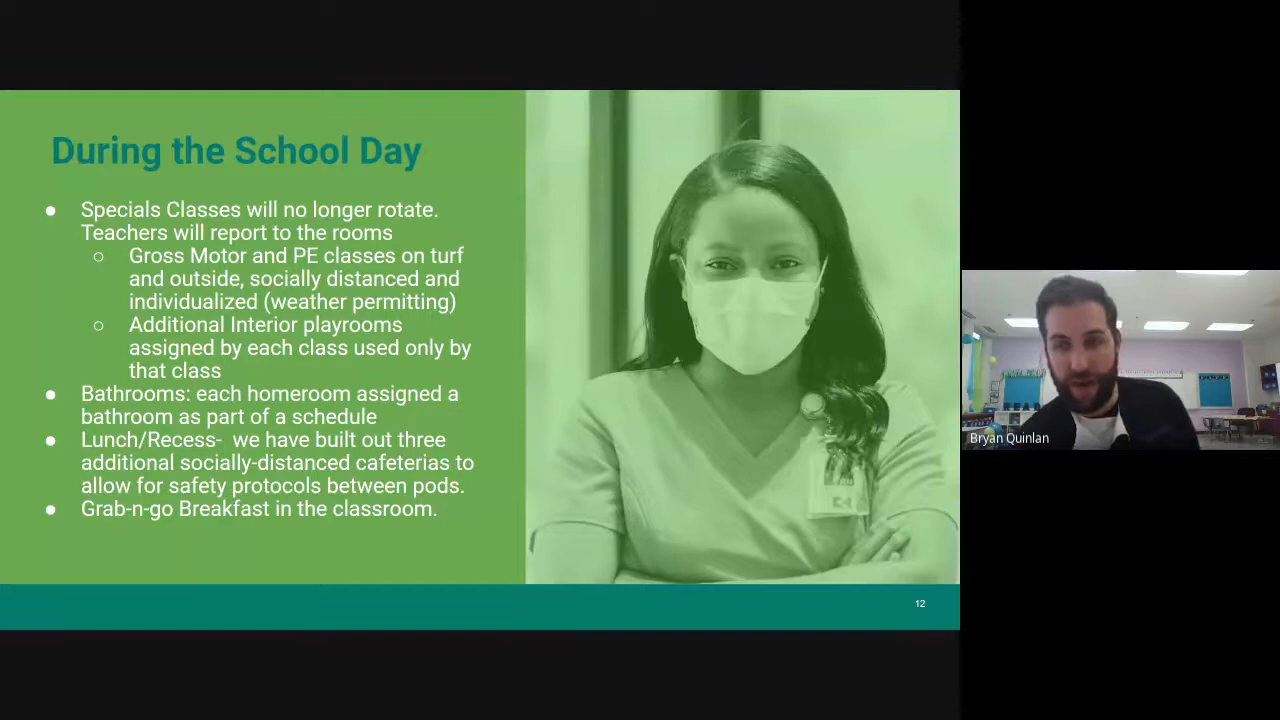 During the School Day
● Specials Classes will no longer rotate.
Teachers will report to the rooms
○ Gross Motor and PE classes on turf
and outside, socially distanced and
individualized (weather permitting)
○ Additional Interior playrooms
assigned by each class used only by
that class
● Bathrooms: each homeroom assigned a
bathroom as part of a schedule
● Lunch/Recess-  we have built out three
additional socially-distanced cafeterias to
allow for safety protocols between pods.
● Grab-n-go Breakfast in the classroom.
RN
12
Bryan Quinlan